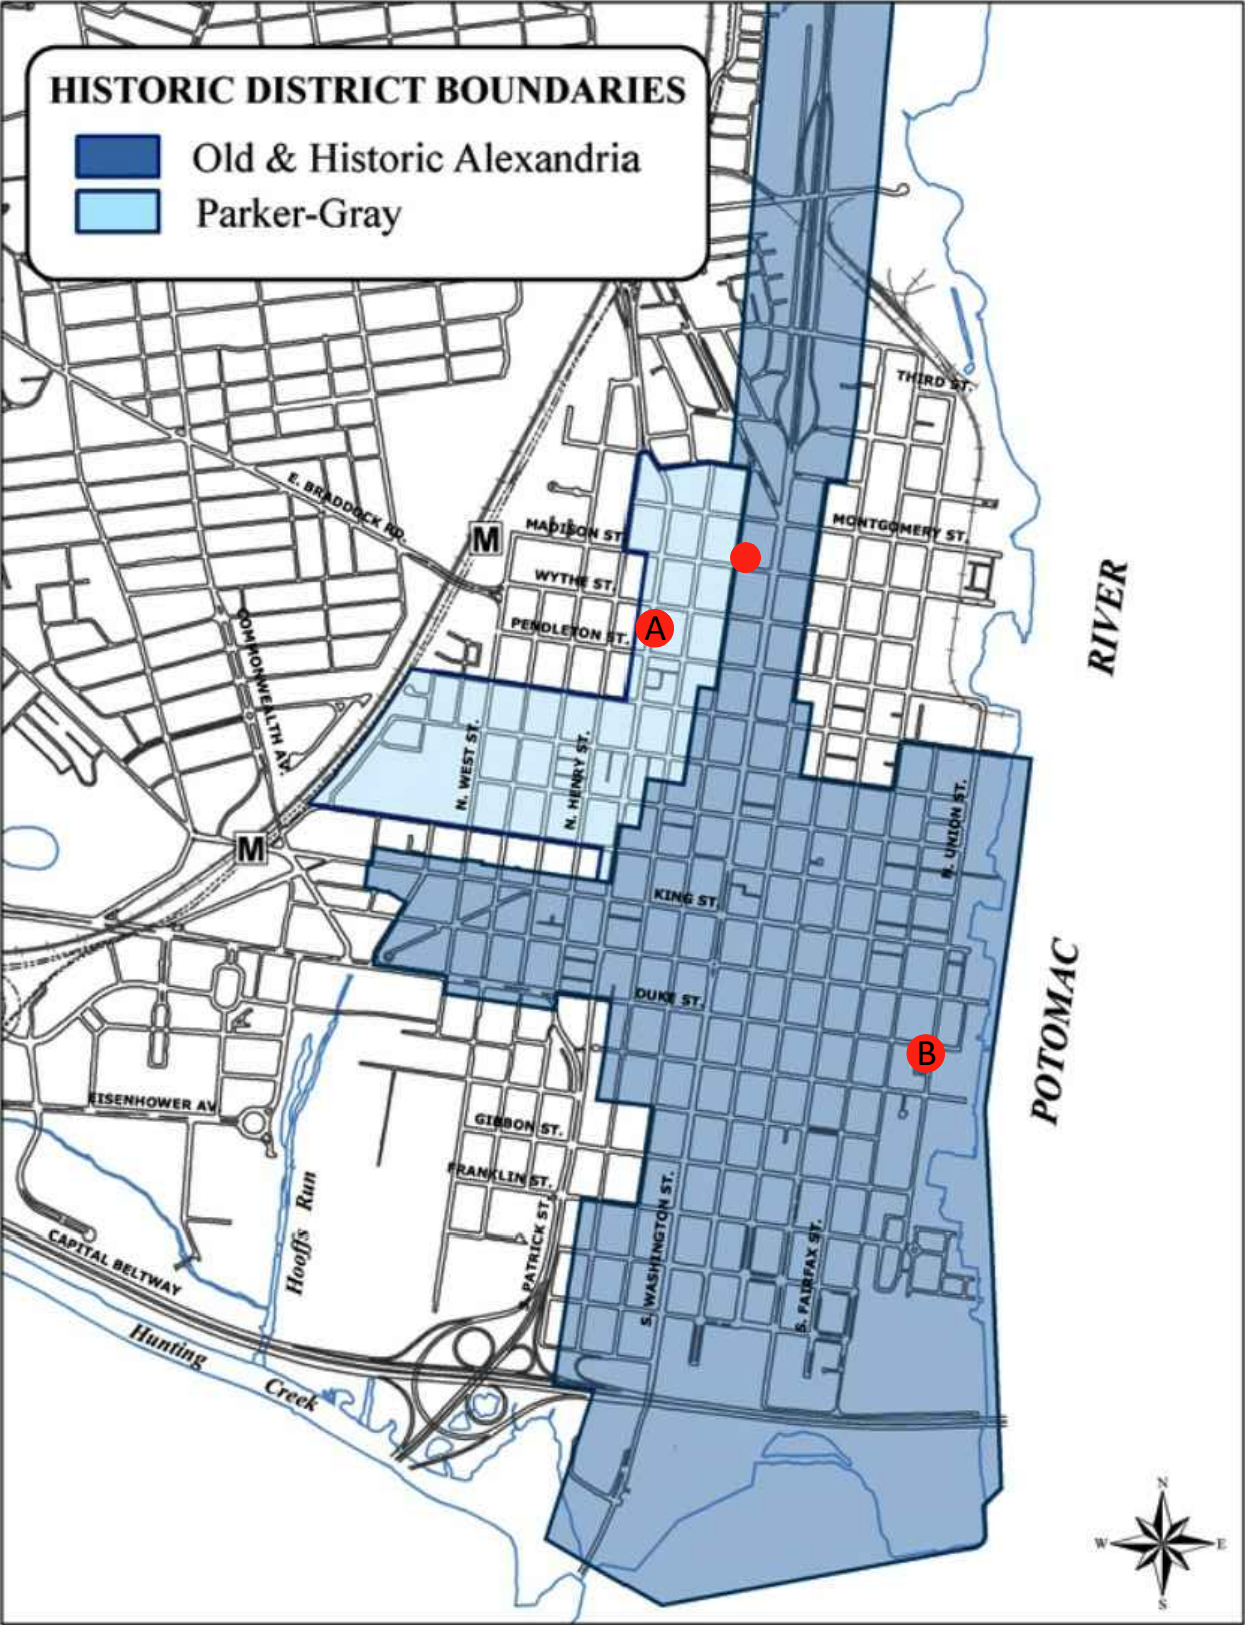 HISTORIC DISTRICT BOUNDARIES
Old & Historic Alexandria
Parker-Gray
THIRD ST.
E. BRADDOCK RD.
M
MADISON ST.
MONTGOMERY ST.
WYTHE ST.
A
PENDLETON ST.
COMMONWEALTH AV.
RIVER
N. WEST ST.
N. HENRY ST.
N. UNION ST.
M
KING ST.
DUKE ST.
POTOMAC
B
EISENHOWER AV.
GIBBON ST.
FRANKLIN ST.
S. PATRICK ST.
S. WASHINGTON ST.
S. FAIRFAX ST.
Hooffs Run
CAPITAL BELTWAY
Hunting
Creek
N
W
E
S